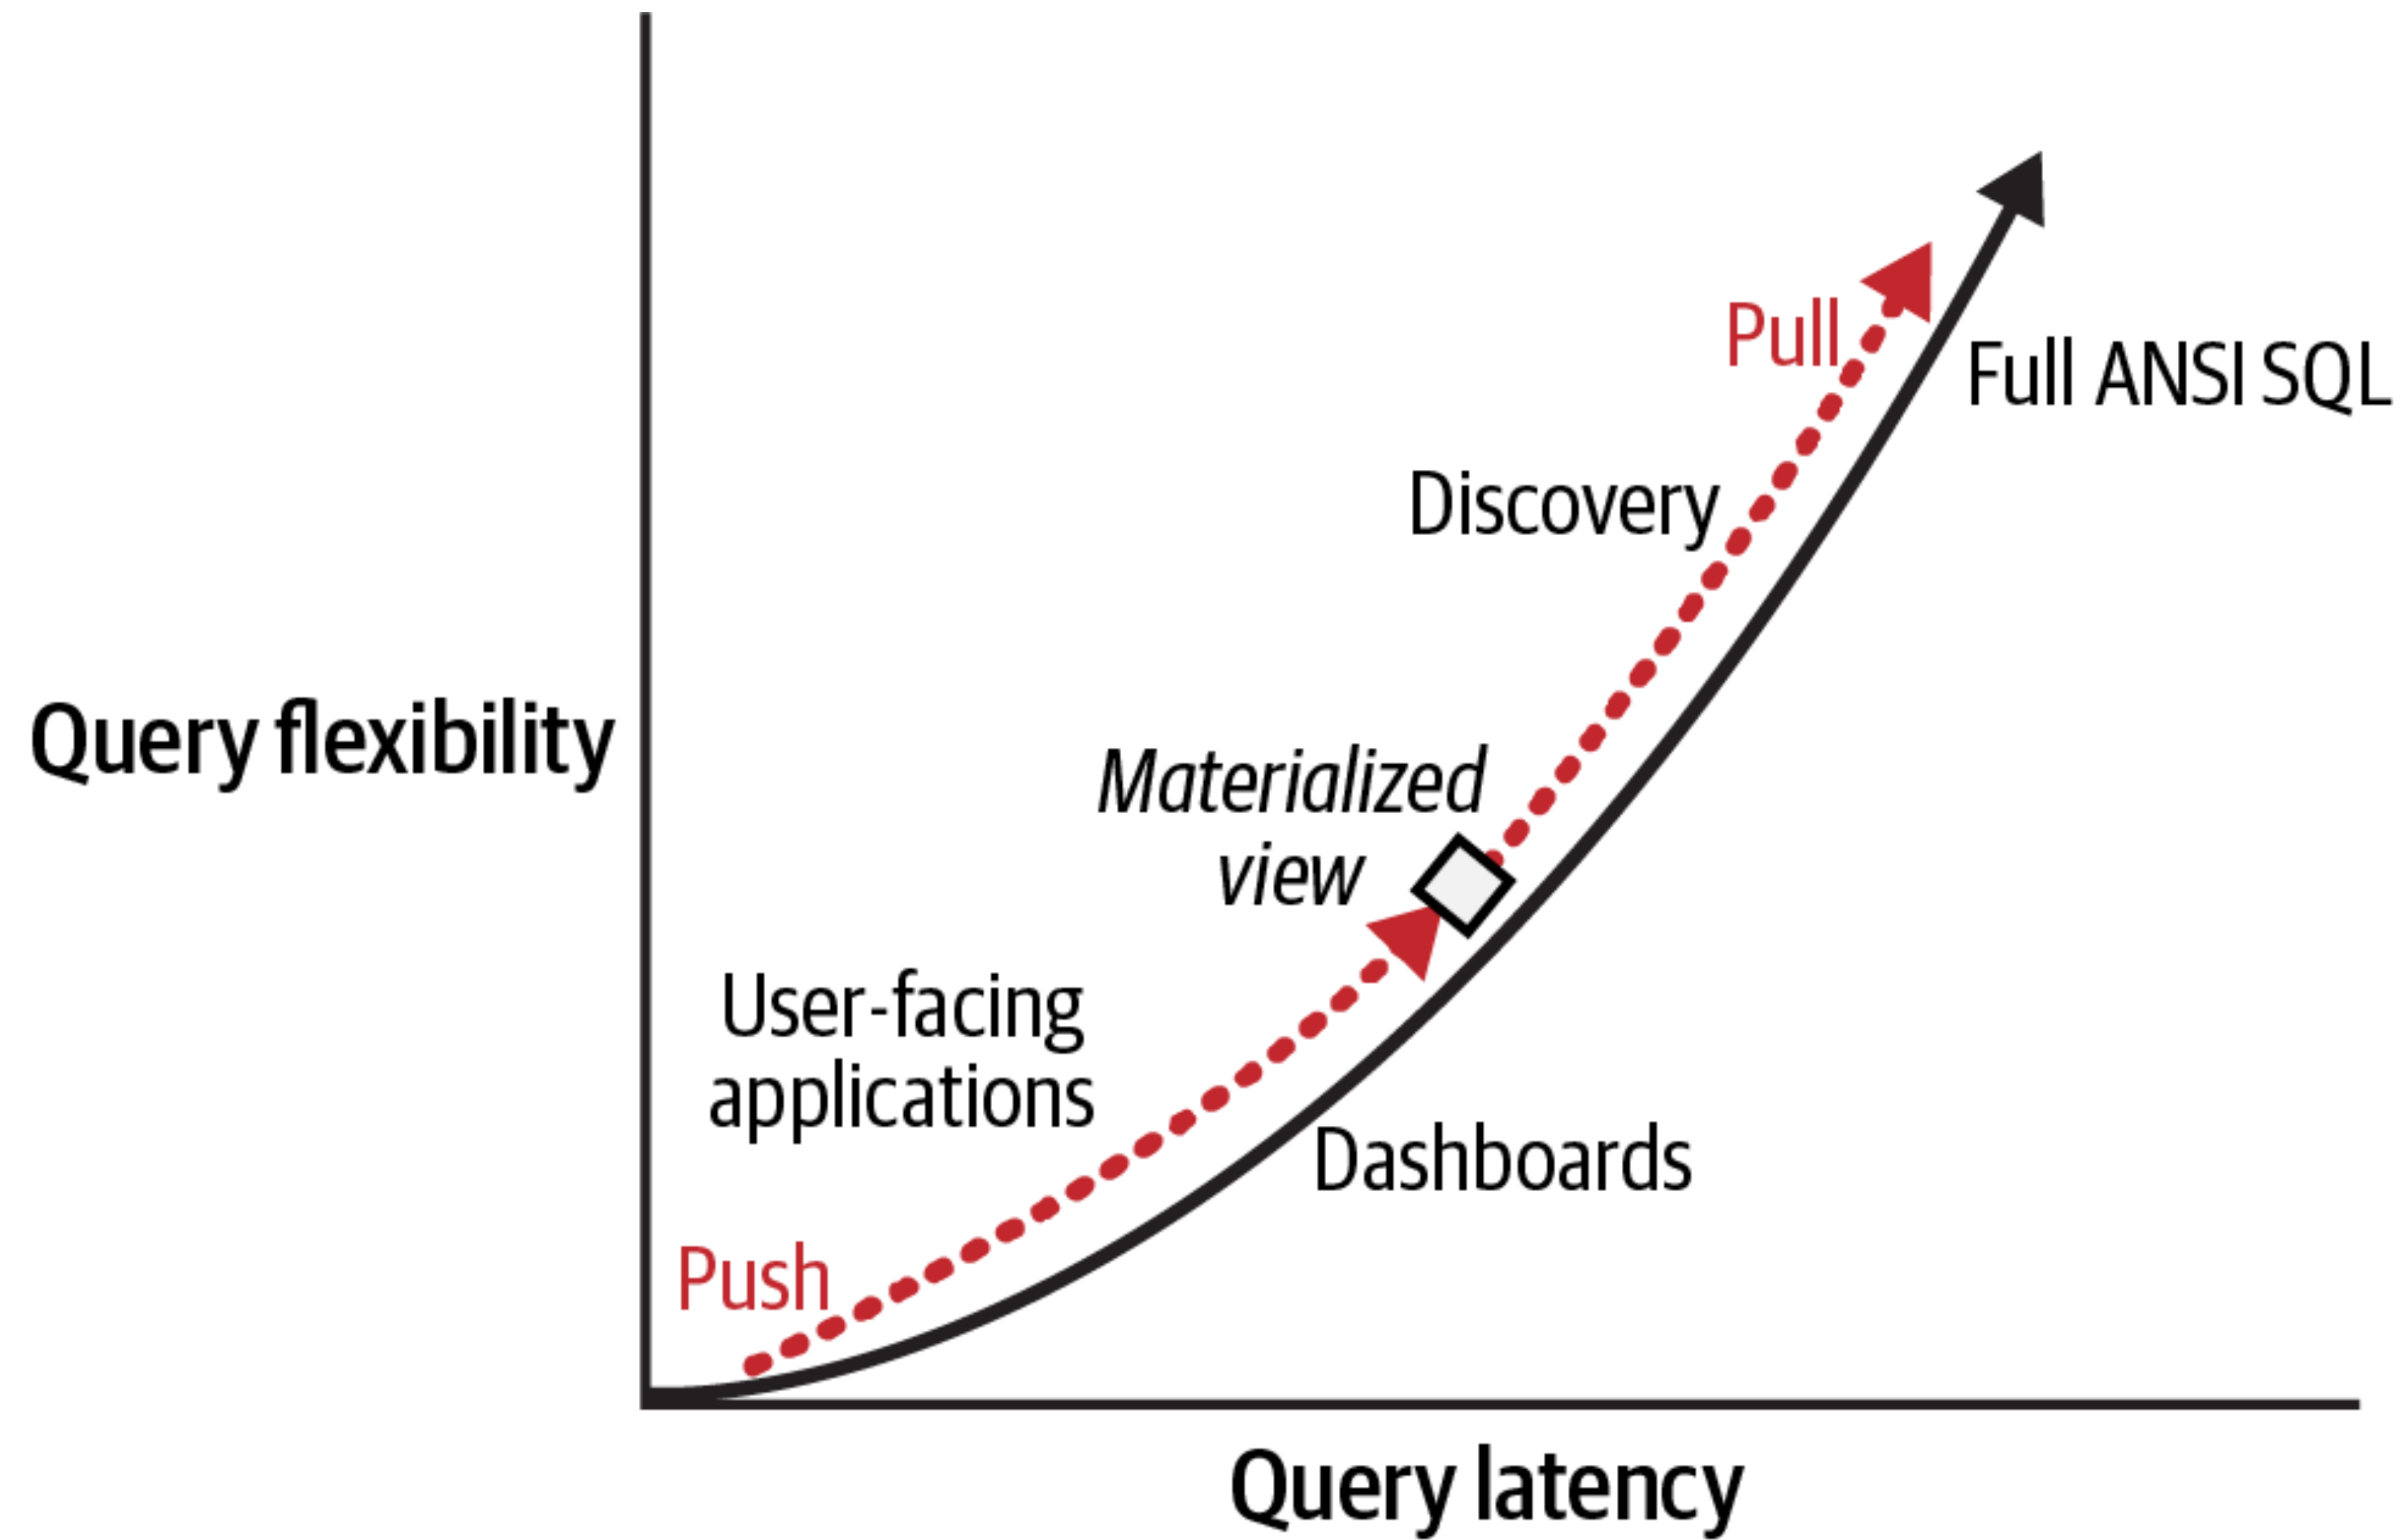 Pull
Full ANSI SQL
Discovery
Query flexibility
Materialized
view
User-facing
applications
Dashboards
Push
Query latency